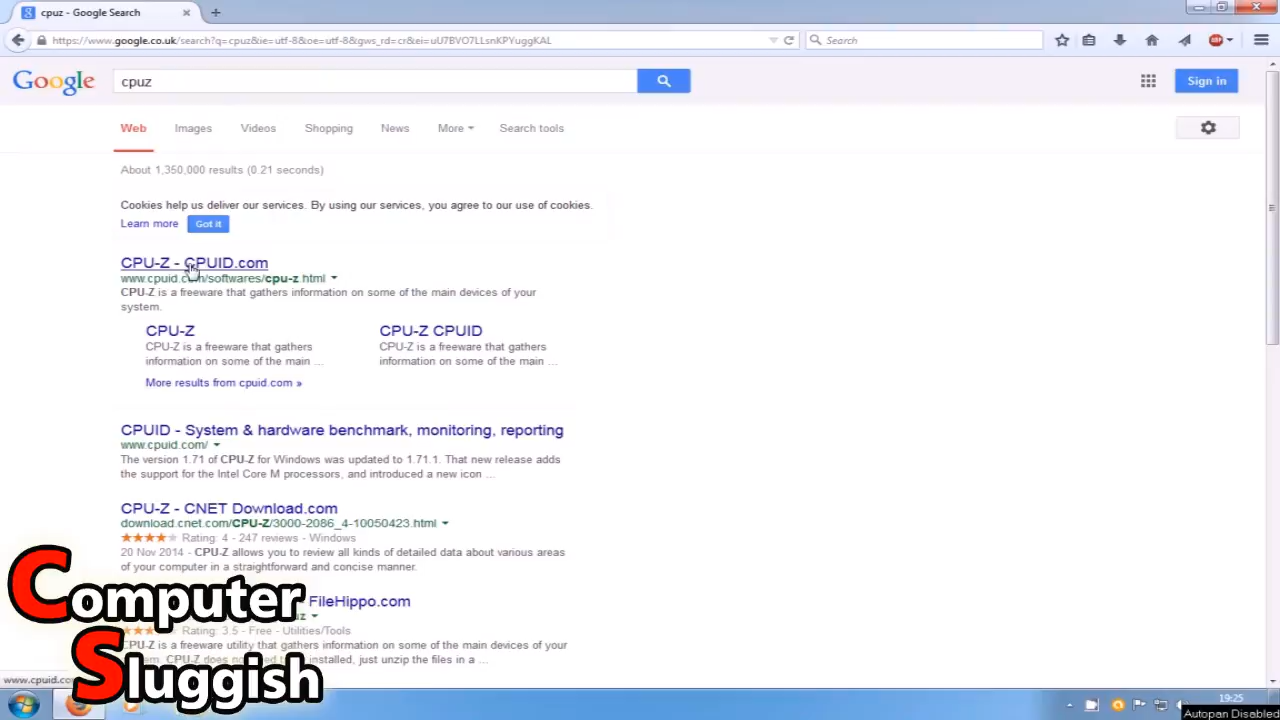 cpuz - Google Search
https://www.google.co.uk/search?q=cpuz&ie=utf-8&oe=utf-8&gws_rd=cr&ei=uU7BVO7LLsnKPYuggKAL
Search
Google
cpuz
Sign in
Web Images Videos Shopping News More Search tools
About 1,350,000 results (0.21 seconds)
Cookies help us deliver our services. By using our services, you agree to our use of cookies.
Learn more Got it
CPU-Z - CPUID.com
www.cpuid.com/softwares/cpu-z.html
CPU-Z is a freeware that gathers information on some of the main devices of your
system.
CPU-Z CPU-Z CPUID
CPU-Z is a freeware that gathers CPU-Z is a freeware that gathers
information on some of the main ... information on some of the main ...
More results from cpuid.com »
CPUID - System & hardware benchmark, monitoring, reporting
www.cpuid.com/
The version 1.71 of CPU-Z for Windows was updated to 1.71.1. That new release adds
the support for the Intel Core M processors, and introduced a new icon ...
CPU-Z - CNET Download.com
download.cnet.com/CPU-Z/3000-2086_4-10050423.html
Rating: 4 - 247 reviews - Windows
20 Nov 2014 - CPU-Z allows you to review all kinds of detailed data about various areas
of your computer in a straightforward and concise manner.
FileHippo.com
Rating: 3.5 - Free - Utilities/Tools
CPU-Z is a freeware utility that gathers information on some of the main devices of your
CPU-Z does installed, just unzip the files in a ...
www.cpuid.
Computer
Sluggish
19:25
Autopan Disabled